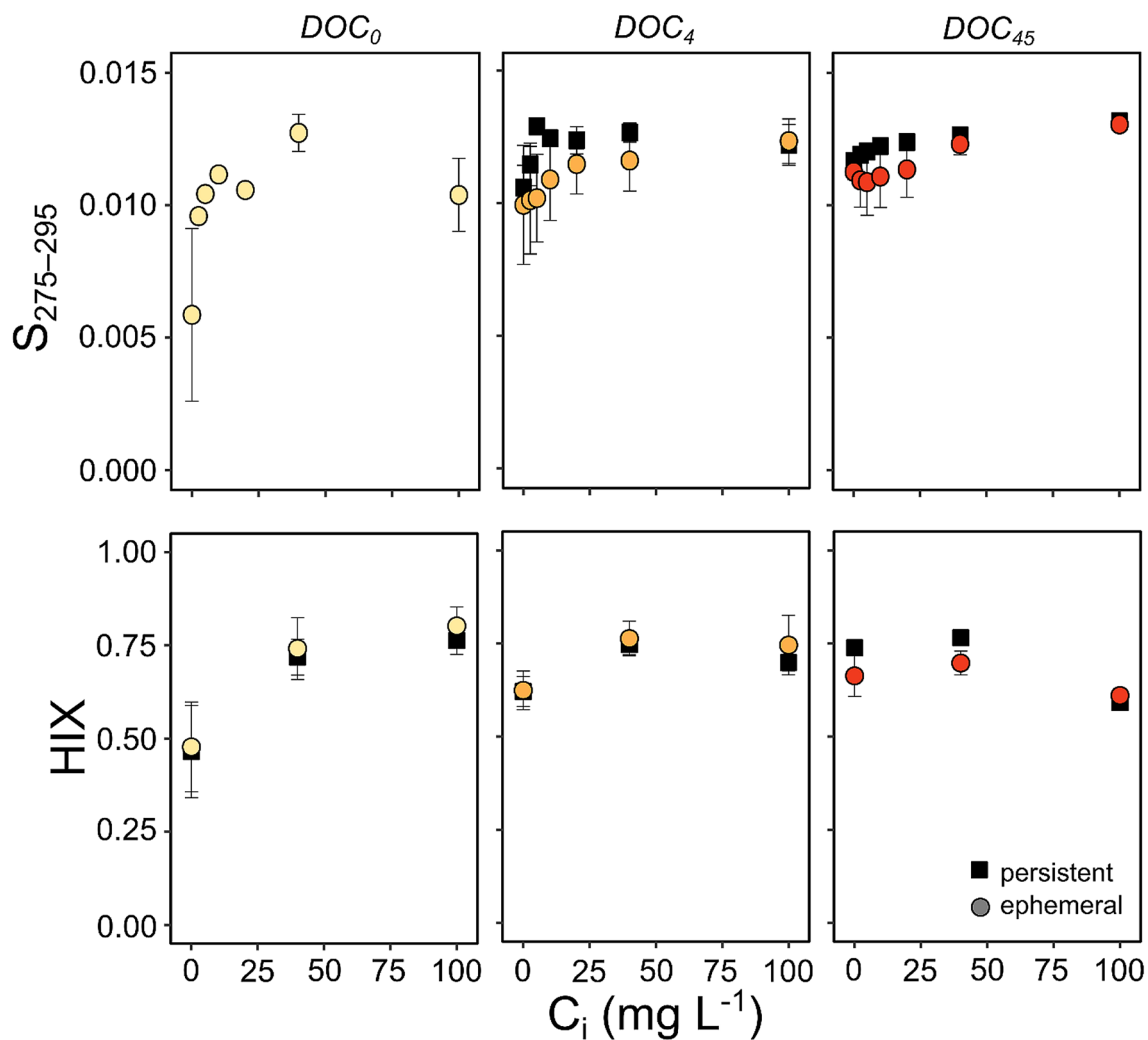 DOC₀ DOC₄ DOC₄₅
0.015
0.010
0.005
0.000
S₂₇₅₋₂₉₅
1.00
0.75
0.50
0.25
0.00
HIX
persistent
ephemeral
0 25 50 75 100 0 25 50 75 100 0 25 50 75 100
Cᵢ (mg L⁻¹)